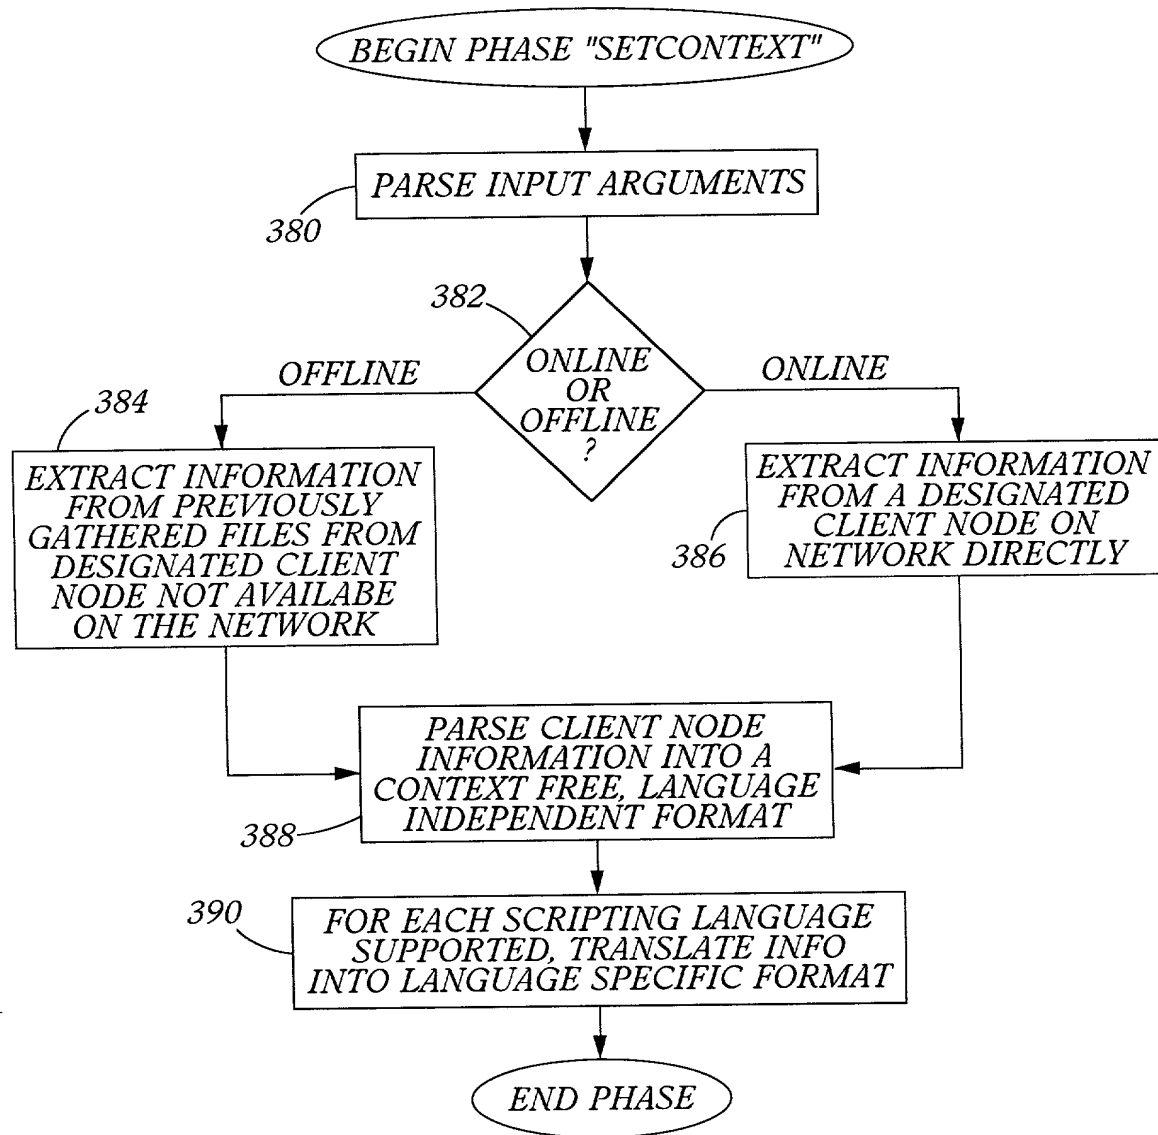 BEGIN PHASE "SETCONTEXT"
PARSE INPUT ARGUMENTS
380
382
ONLINE
OR
OFFLINE
?
OFFLINE
ONLINE
384
EXTRACT INFORMATION
FROM PREVIOUSLY
GATHERED FILES FROM
DESIGNATED CLIENT
NODE NOT AVAILABE
ON THE NETWORK
EXTRACT INFORMATION
FROM A DESIGNATED
CLIENT NODE ON
NETWORK DIRECTLY
386
PARSE CLIENT NODE
INFORMATION INTO A
CONTEXT FREE, LANGUAGE
INDEPENDENT FORMAT
388
390
FOR EACH SCRIPTING LANGUAGE
SUPPORTED, TRANSLATE INFO
INTO LANGUAGE SPECIFIC FORMAT
END PHASE